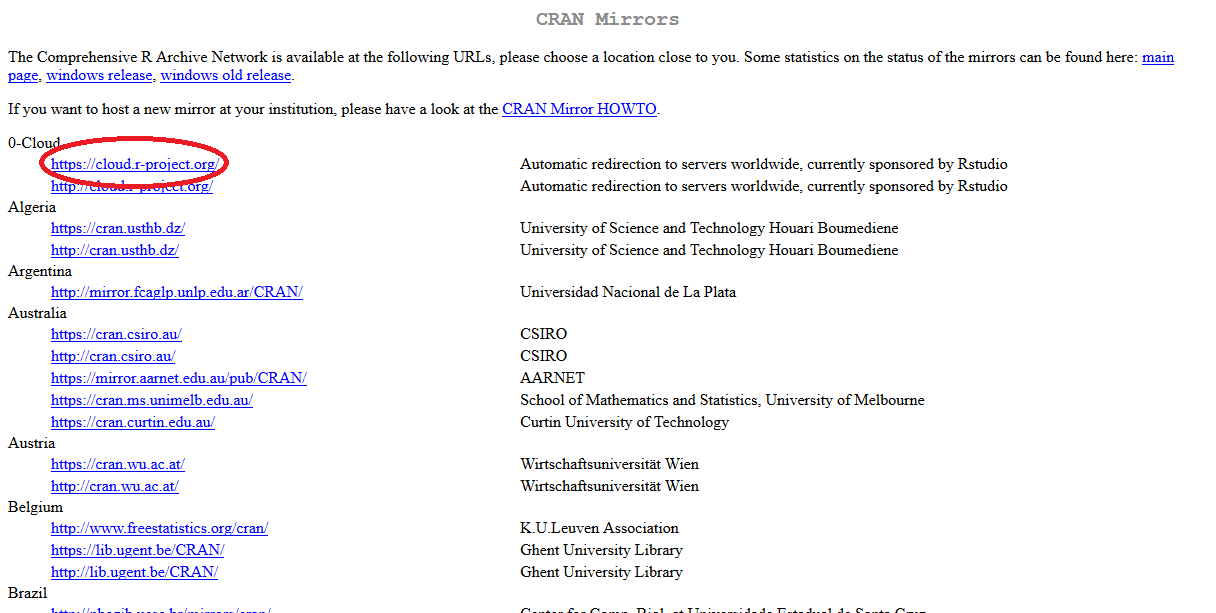 CRAN Mirrors
The Comprehensive R Archive Network is available at the following URLs, please choose a location close to you. Some statistics on the status of the mirrors can be found here: main
page, windows release, windows old release.
If you want to host a new mirror at your institution, please have a look at the CRAN Mirror HOWTO.
0-Cloud
https://cloud.r-project.org/ Automatic redirection to servers worldwide, currently sponsored by Rstudio
http://cloud.r-project.org/ Automatic redirection to servers worldwide, currently sponsored by Rstudio
Algeria
https://cran.usthb.dz/ University of Science and Technology Houari Boumediene
http://cran.usthb.dz/ University of Science and Technology Houari Boumediene
Argentina
http://mirror.fcaglp.unlp.edu.ar/CRAN/ Universidad Nacional de La Plata
Australia
https://cran.csiro.au/ CSIRO
http://cran.csiro.au/ CSIRO
https://mirror.aarnet.edu.au/pub/CRAN/ AARNET
https://cran.ms.unimelb.edu.au/ School of Mathematics and Statistics, University of Melbourne
https://cran.curtin.edu.au/ Curtin University of Technology
Austria
https://cran.wu.ac.at/ Wirtschaftsuniversität Wien
http://cran.wu.ac.at/ Wirtschaftsuniversität Wien
Belgium
http://www.freestatistics.org/cran/ K.U.Leuven Association
https://lib.ugent.be/CRAN/ Ghent University Library
http://lib.ugent.be/CRAN/ Ghent University Library
Brazil
Center for Comp. Biol. at Universidade Estadual de Santa Cruz